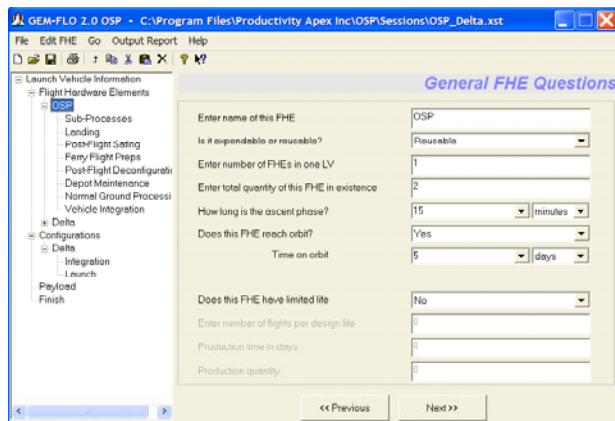 GEM-FLO 2.0 OSP - C:\Program Files\Productivity Apex Inc\OSP\Sessions\OSP_Delta.xst
File Edit FHE Go Output Report Help
Launch Vehicle Information
Flight Hardware Elements
OSP
Sub-Processes
Landing
Post-Flight Safing
Ferry Flight Preps
Post-Flight Deconfigurati
Depot Maintenance
Normal Ground Processi
Vehicle Integration
Delta
Configurations
Delta
Integration
Launch
Payload
Finish
General FHE Questions
Enter name of this FHE OSP
Is it expendable or reusable? Reusable
Enter number of FHEs in one LV 1
Enter total quantity of this FHE in existence 2
How long is the ascent phase? 15 minutes
Does this FHE reach orbit? Yes
Time on orbit 5 days
Does this FHE have limited life No
Enter number of flights per design life 0
Production time in days 0
Production quantity 0
<< Previous Next >>